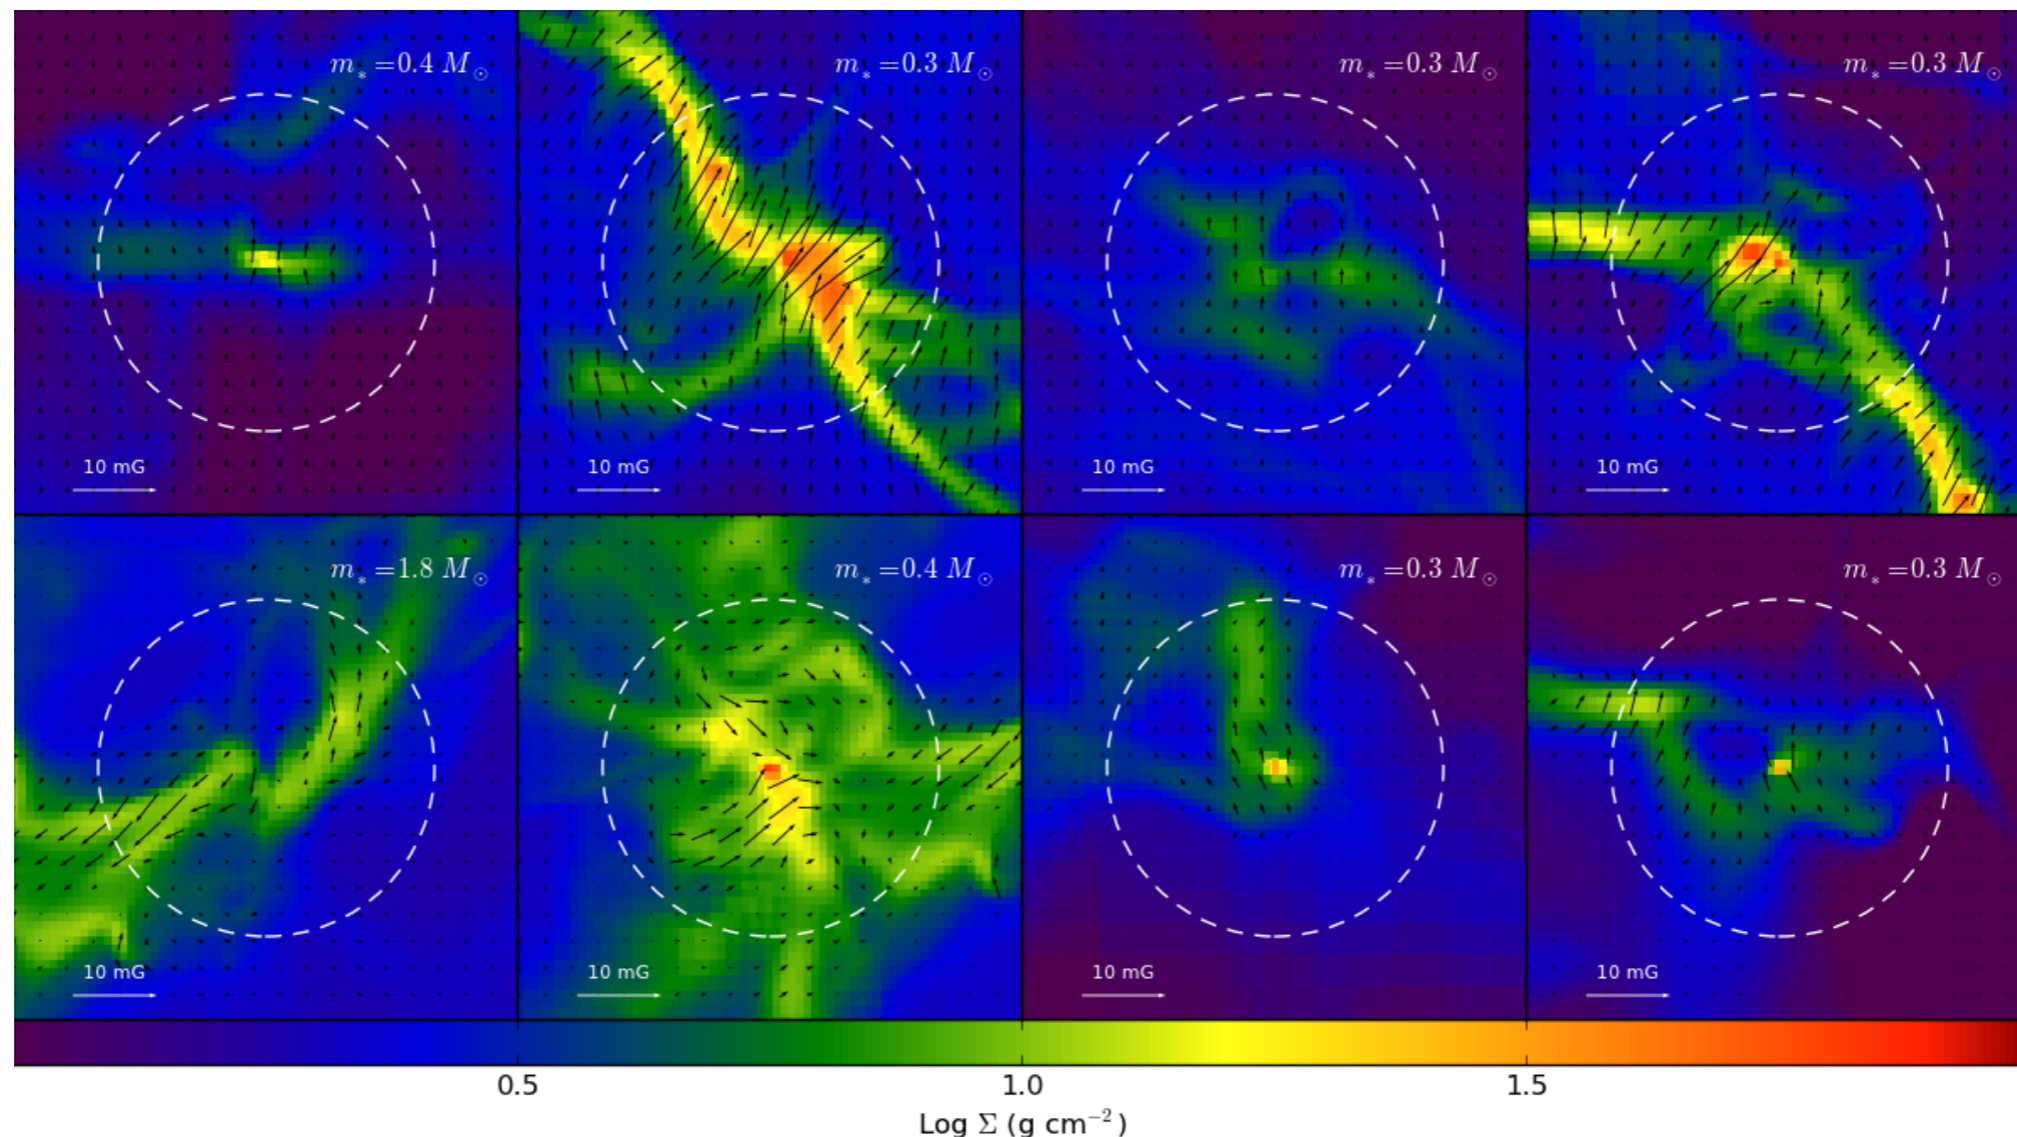 m* =0.4 M⊙
m* =0.3 M⊙
m* =0.3 M⊙
m* =0.3 M⊙
10 mG
10 mG
10 mG
10 mG
m* =1.8 M⊙
m* =0.4 M⊙
m* =0.3 M⊙
m* =0.3 M⊙
10 mG
10 mG
10 mG
10 mG
0.5
1.0
1.5
Log Σ (g cm⁻²)